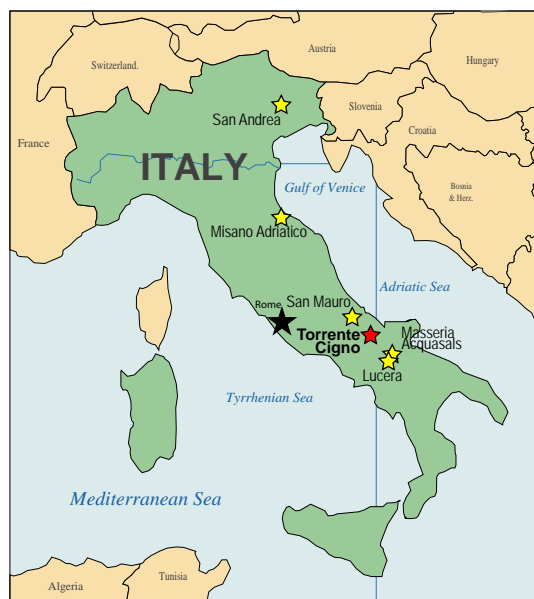 Austria
Hungary
Switzerland.
San Andrea
Slovenia
Croatia
France
ITALY
Gulf of Venice
Bosnia
& Herz.
Misano Adriatico
Adriatic Sea
Rome
San Mauro
Torrente
Cigno
Masseria
Acquasals
Lucera
Tyrrhenian Sea
Mediterranean Sea
Algeria
Tunisia